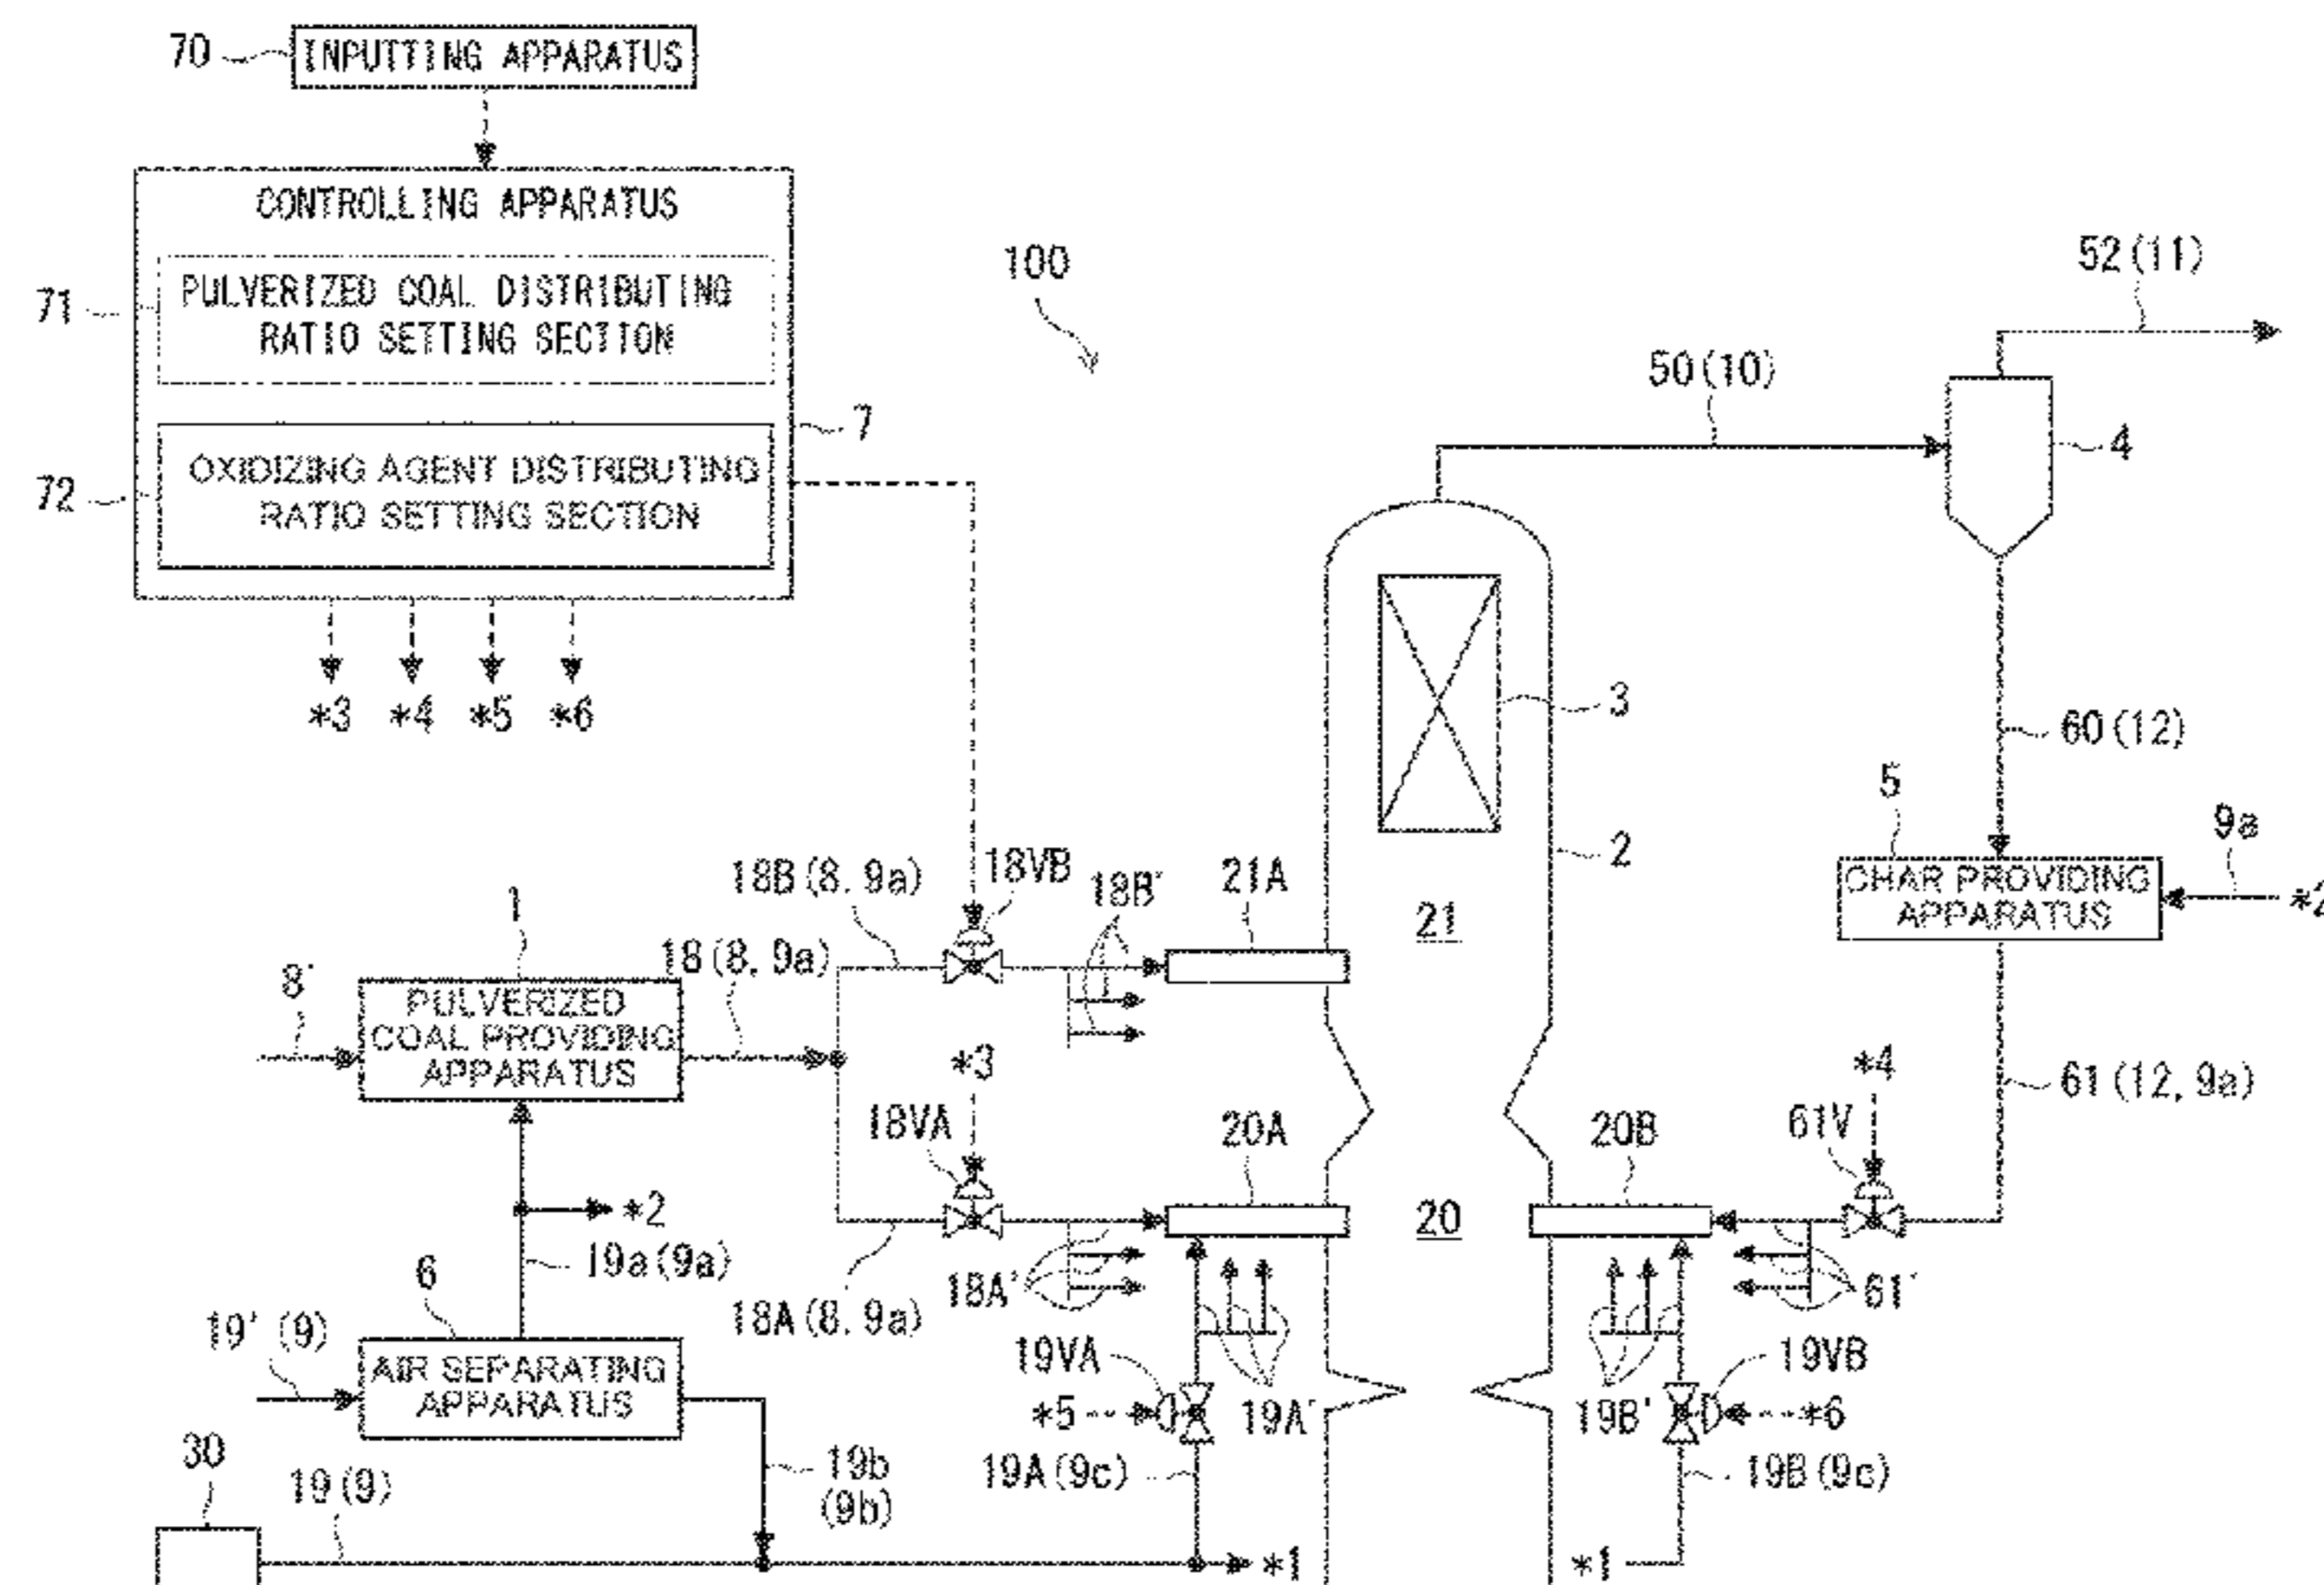 70
INPUTTING APPARATUS
CONTROLLING APPARATUS
71
PULVERIZED COAL DISTRIBUTING
RATIO SETTING SECTION
72
OXIDIZING AGENT DISTRIBUTING
RATIO SETTING SECTION
7
*3
*4
*5
*6
100
52 (11)
50 (10)
4
3
60 (12)
2
5
9a
CHAR PROVIDING
APPARATUS
*2
18B (8, 9a)
18VB
18B'
21A
21
1
8'
PULVERIZED
COAL PROVIDING
APPARATUS
18 (8, 9a)
*3
18VA
20A
20B
*4
61V
61 (12, 9a)
*2
19a (9a)
20
18A'
18A (8, 9a)
61'
6
19' (9)
AIR SEPARATING
APPARATUS
19VA
*5
19A'
19B'
19VB
*6
30
19 (9)
19b
(9b)
19A (9c)
19B (9c)
*1
*1